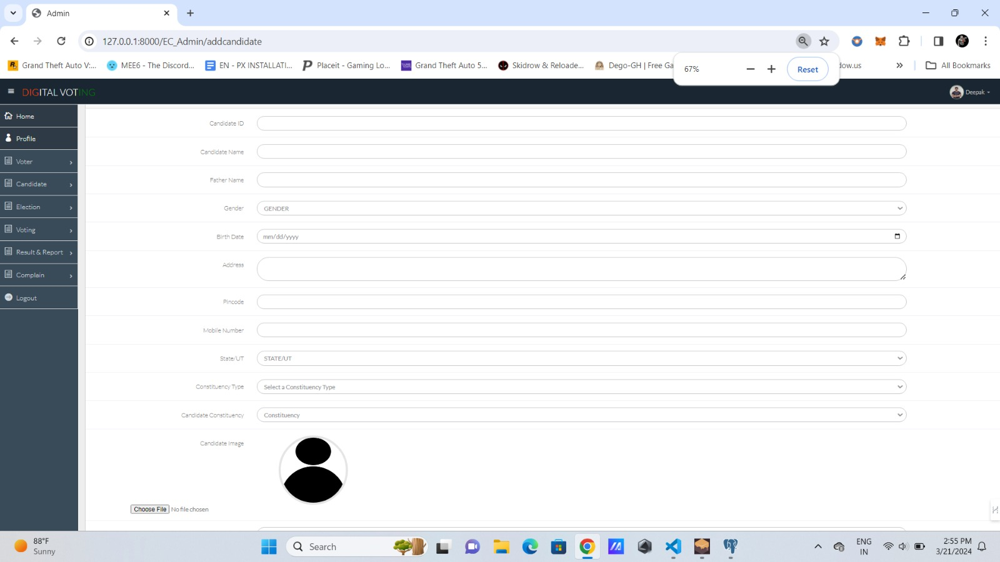 Admin
127.0.0.1:8000/EC_Admin/addcandidate
Grand Theft Auto V:...
MEE6 - The Discord...
EN - PX INSTALLATI...
Placeit - Gaming Lo...
Grand Theft Auto 5...
Skidrow & Reloade...
Dego-GH | Free Ga
dow.us
»
All Bookmarks
67%
Reset
DIGITAL VOTING
Deepak
Home
Profile
Voter
Candidate
Election
Voting
Result & Report
Complain
Logout
Candidate ID
Candidate Name
Father Name
Gender
GENDER
Birth Date
mm/dd/yyyy
Address
Pincode
Mobile Number
State/UT
STATE/UT
Constituency Type
Select a Constituency Type
Candidate Constituency
Constituency
Candidate Image
Choose File No file chosen
88°F
Sunny
Search
ENG
IN
2:55 PM
3/21/2024